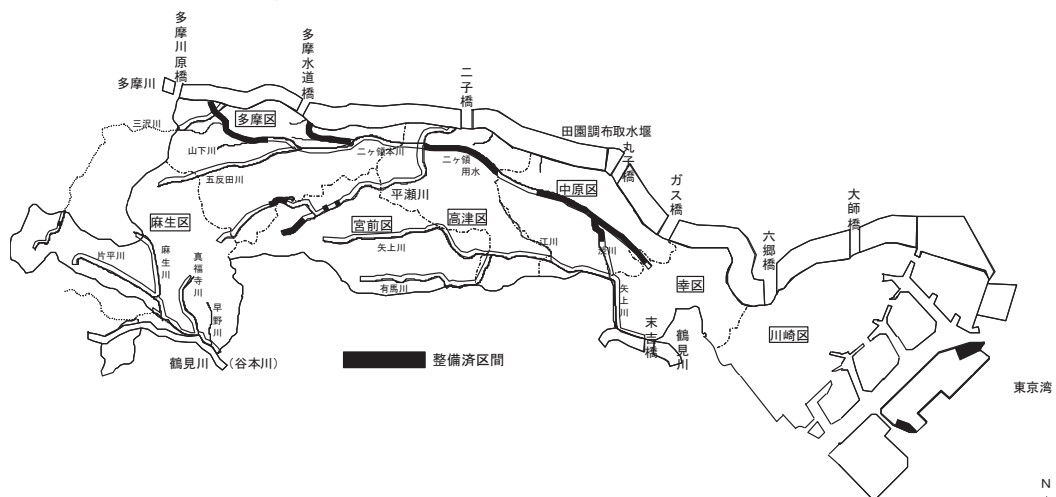 多摩川原橋
多摩水道橋
二子橋
多摩川
田園調布取水堰
丸子橋
ガス橋
六郷橋
大師橋
三沢川
多摩区
山下川
二ヶ領本川
二ヶ領
用水
五反田川
平瀬川
中原区
麻生区
宮前区
高津区
矢上川
江川
片平川
麻生川
真福寺川
早野川
有馬川
矢上川
幸区
末吉橋
鶴見川
川崎区
鶴見川(谷本川)
整備済区間
東京湾
N